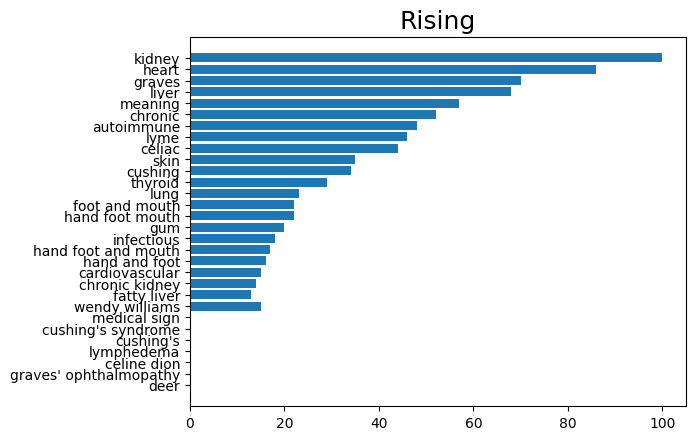 Rising
kidney
heart
graves
liver
meaning
chronic
autoimmune
lyme
celiac
skin
cushing
thyroid
lung
foot and mouth
hand foot mouth
gum
infectious
hand foot and mouth
hand and foot
cardiovascular
chronic kidney
fatty liver
wendy williams
medical sign
cushing's syndrome
cushing's
lymphedema
celine dion
graves' ophthalmopathy
deer
0 20 40 60 80 100